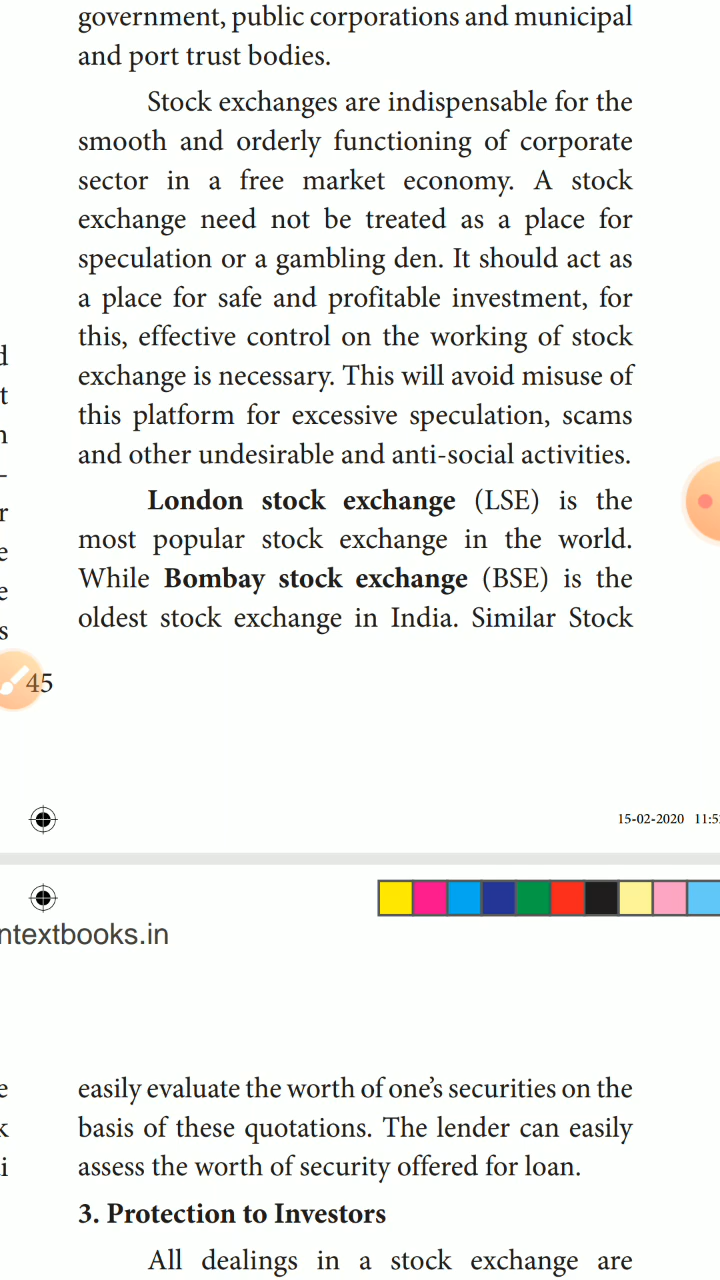 government, public corporations and municipal
and port trust bodies.
Stock exchanges are indispensable for the
smooth and orderly functioning of corporate
sector in a free market economy. A stock
exchange need not be treated as a place for
speculation or a gambling den. It should act as
a place for safe and profitable investment, for
this, effective control on the working of stock
exchange is necessary. This will avoid misuse of
this platform for excessive speculation, scams
and other undesirable and anti-social activities.
London stock exchange (LSE) is the
most popular stock exchange in the world.
While Bombay stock exchange (BSE) is the
oldest stock exchange in India. Similar Stock
45
15-02-2020 11:5
ntextbooks.in
easily evaluate the worth of one’s securities on the
basis of these quotations. The lender can easily
assess the worth of security offered for loan.
3. Protection to Investors
All dealings in a stock exchange are